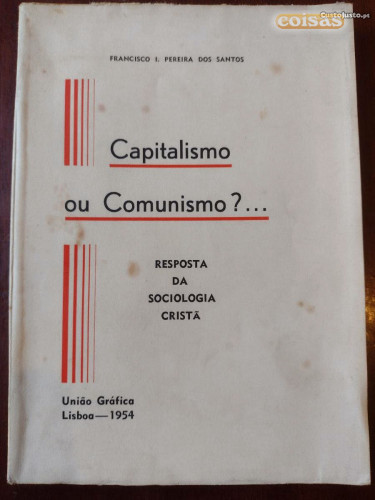 coisas
CustoJusto.pt
FRANCISCO I. PEREIRA DOS SANTOS
Capitalismo
ou Comunismo?...
RESPOSTA
DA
SOCIOLOGIA
CRISTÃ
União Gráfica
Lisboa—1954